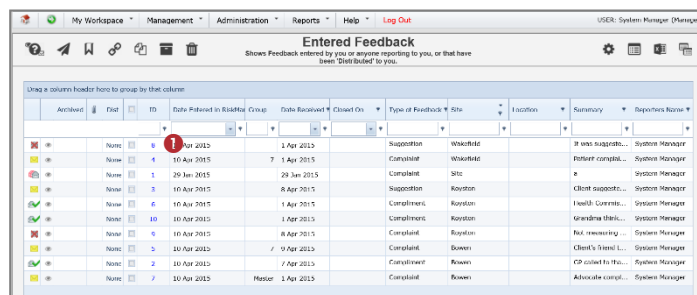 My Workspace Management Administration Reports Help Log Out USER: System Manager (Manage
Entered Feedback
Shows Feedback entered by you or anyone reporting to you, or that have
been 'Distributed' to you.
Drag a column header here to group by that column
Archived Dist ID Date Entered in RiskMan Group Date Received Closed On Type of Feedback Site Location Summary Reporters Name
None 8 1 Apr 2015 1 Apr 2015 Suggestion Wakefield It was suggeste... System Manager
None 4 10 Apr 2015 7 1 Apr 2015 Complaint Wakefield Patient complai... System Manager
None 1 29 Jan 2015 29 Jan 2015 Complaint Site a System Manager
None 3 10 Apr 2015 8 Apr 2015 Suggestion Royston Client suggeste... System Manager
None 6 10 Apr 2015 1 Apr 2015 Compliment Royston Health Commis... System Manager
None 10 10 Apr 2015 1 Apr 2015 Compliment Royston Grandma think... System Manager
None 9 10 Apr 2015 8 Apr 2015 Complaint Royston Not measuring ... System Manager
None 5 10 Apr 2015 7 9 Apr 2015 Complaint Bowen Client's friend t... System Manager
None 2 10 Apr 2015 7 Apr 2015 Compliment Bowen GP called to tha... System Manager
None 7 10 Apr 2015 Master 1 Apr 2015 Complaint Bowen Advocate compl... System Manager